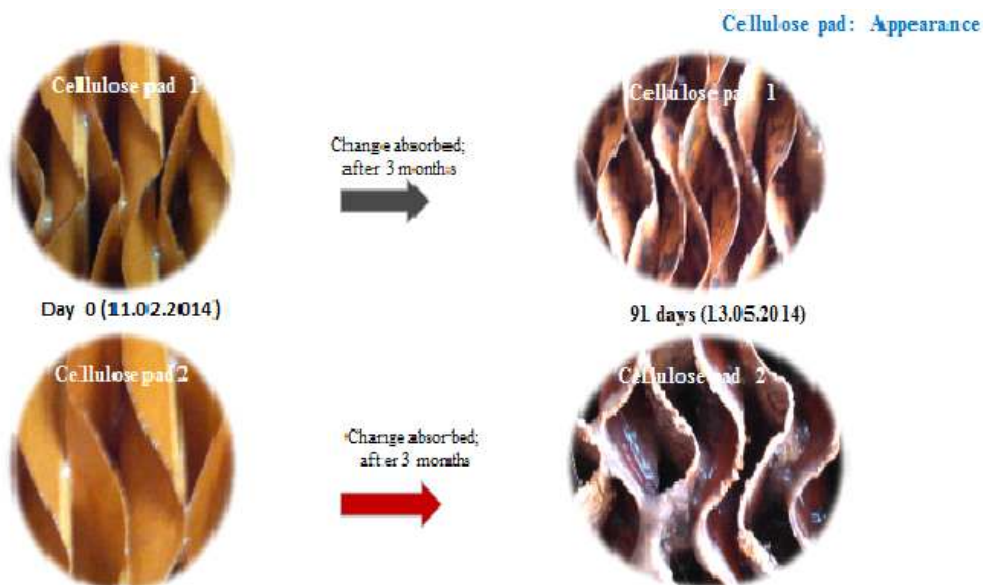 Cellulose pad: Appearance
Cellulose pad 1
Cellulose pad 1
Change absorbed;
after 3 months
Day 0 (11.02.2014)
91 days (13.05.2014)
Cellulose pad 2
Cellulose pad 2
Change absorbed;
after 3 months